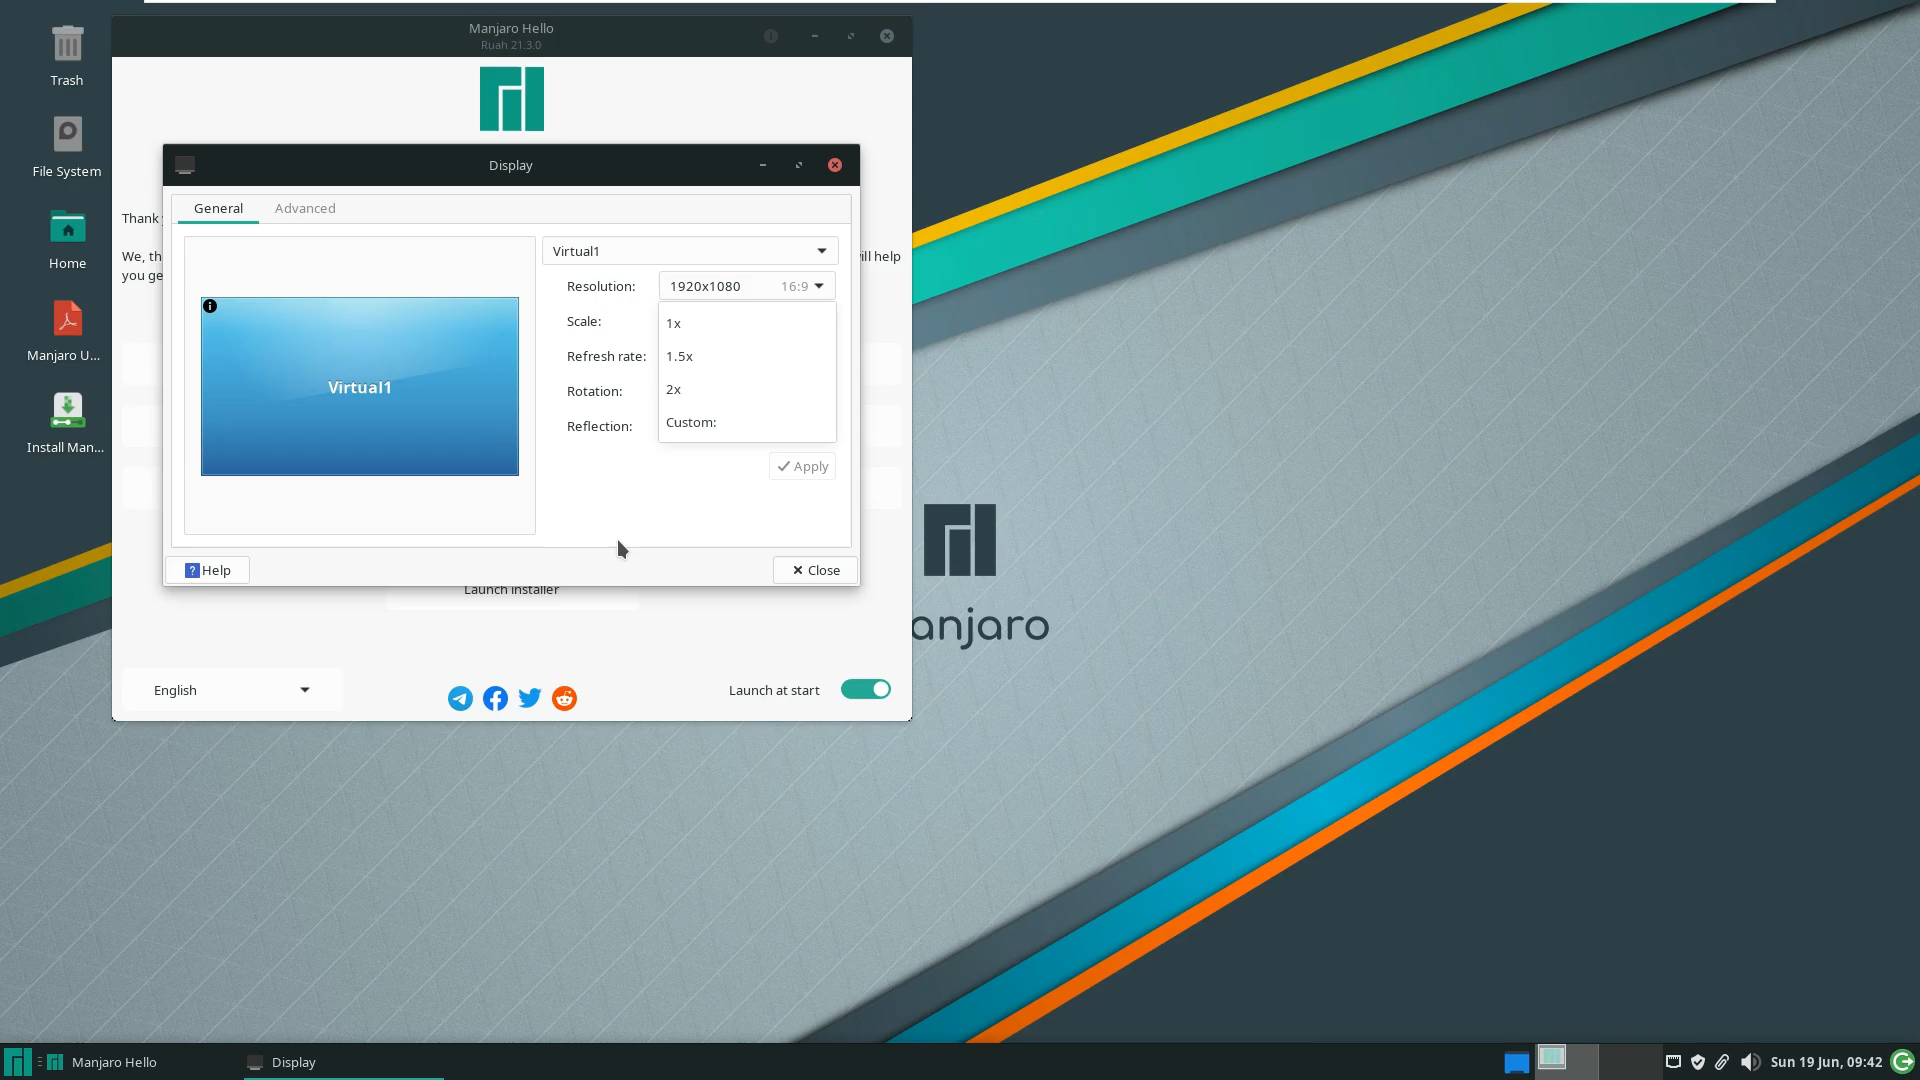 Trash
File System
Home
Manjaro U...
Install Man...
Manjaro Hello
Ruah 21.3.0
Thank
We, th
ill help
you ge
Display
General
Advanced
Virtual1
Virtual1
Resolution:
1920x1080
16:9
Scale:
1x
Refresh rate:
1.5x
Rotation:
2x
Reflection:
Custom:
Apply
Help
Close
Launch installer
English
Launch at start
anjaro
Manjaro Hello
Display
Sun 19 Jun, 09:42